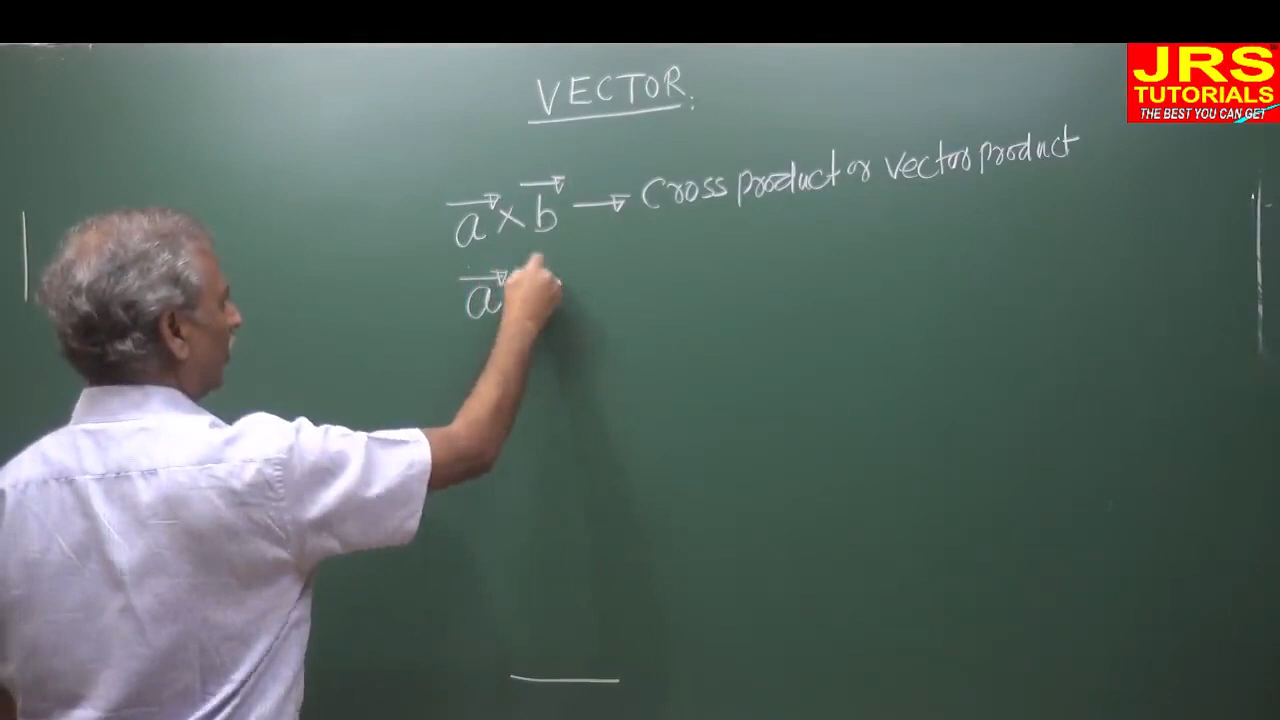 JRS
TUTORIALS
THE BEST YOU CAN GET
VECTOR
a⃗ × b⃗ → Cross product or vector product
a⃗